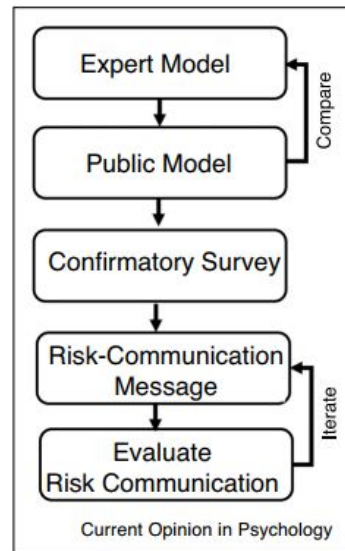 Expert Model
Compare
Public Model
Confirmatory Survey
Risk-Communication
Message
Iterate
Evaluate
Risk Communication
Current Opinion in Psychology